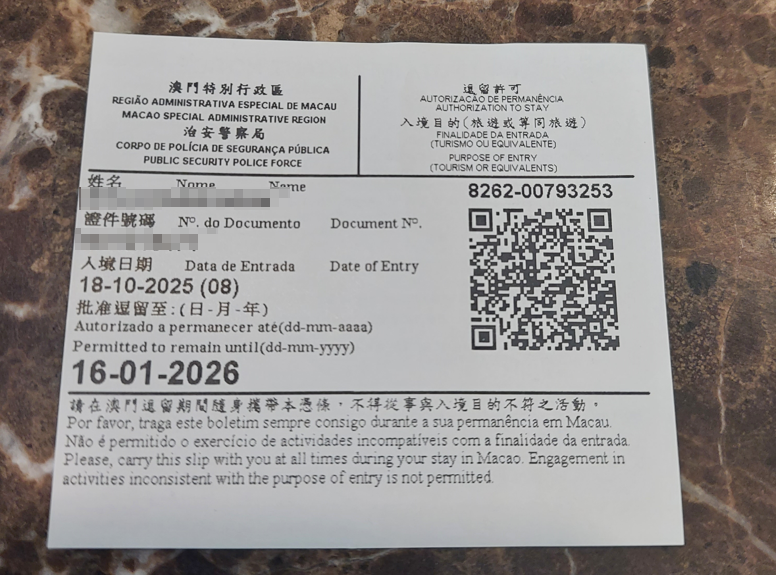 澳門特別行政區
REGIÃO ADMINISTRATIVA ESPECIAL DE MACAU
MACAO SPECIAL ADMINISTRATIVE REGION
治安警察局
CORPO DE POLÍCIA DE SEGURANÇA PÚBLICA
PUBLIC SECURITY POLICE FORCE
逗留許可
AUTORIZAÇÃO DE PERMANÊNCIA
AUTHORIZATION TO STAY
入境目的(旅遊或等同旅遊)
FINALIDADE DA ENTRADA
(TURISMO OU EQUIVALENTE)
PURPOSE OF ENTRY
(TOURISM OR EQUIVALENTS)
姓名 Nome Name
8262-00793253
證件號碼 Nº. do Documento Document Nº.
入境日期 Data de Entrada Date of Entry
18-10-2025 (08)
批准逗留至:(日-月-年)
Autorizado a permanecer até(dd-mm-aaaa)
Permitted to remain until(dd-mm-yyyy)
16-01-2026
請在澳門逗留期間隨身攜帶本憑條，不得從事與入境目的不符之活動。
Por favor, traga este boletim sempre consigo durante a sua permanência em Macau.
Não é permitido o exercício de actividades incompatíveis com a finalidade da entrada.
Please, carry this slip with you at all times during your stay in Macao. Engagement in
activities inconsistent with the purpose of entry is not permitted.